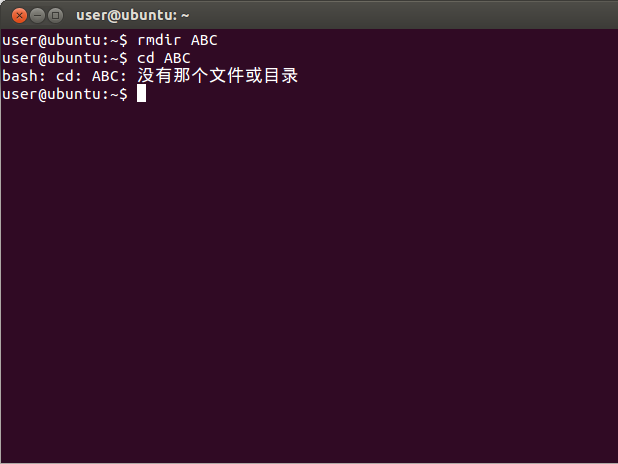 user@ubuntu: ~
user@ubuntu:~$ rmdir ABC
user@ubuntu:~$ cd ABC
bash: cd: ABC: 没有那个文件或目录
user@ubuntu:~$